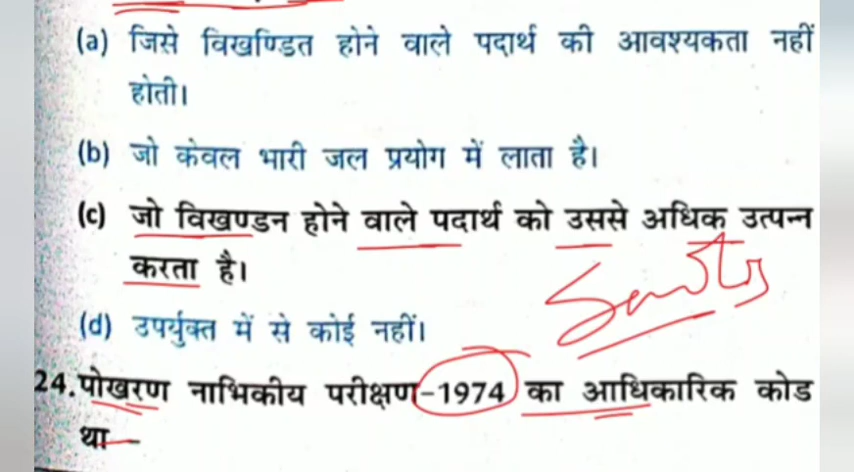 (a) जिसे विखण्डित होने वाले पदार्थ की आवश्यकता नहीं
होती।
(b) जो केवल भारी जल प्रयोग में लाता है।
(c) जो विखण्डन होने वाले पदार्थ को उससे अधिक उत्पन्न
करता है।
(d) उपर्युक्त में से कोई नहीं।
24. पोखरण नाभिकीय परीक्षण-1974 का आधिकारिक कोड
था—